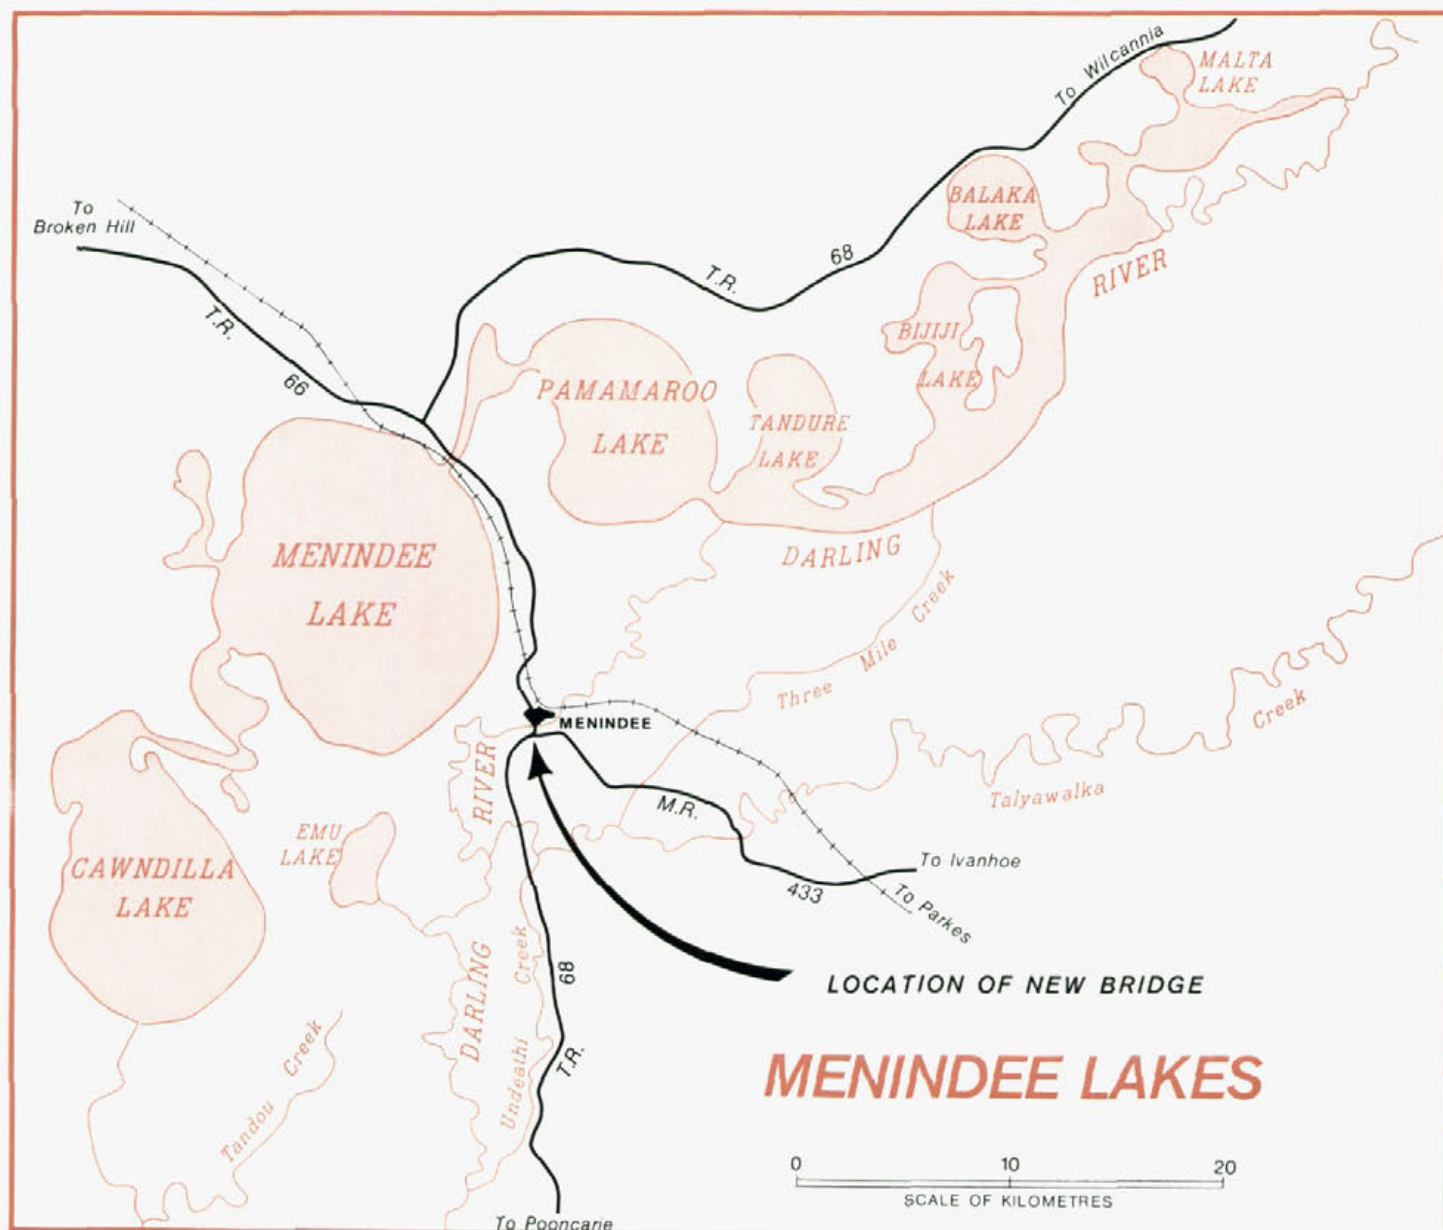 To Wilcannia
MALTA
LAKE
To
Broken Hill
BALAKA
LAKE
T.R.
68
RIVER
T.R.
66
BIJIJI
LAKE
PAMAMAROO
LAKE
TANDURE
LAKE
MENINDEE
LAKE
DARLING
Three Mile Creek
MENINDEE
Talyawalka Creek
RIVER
M.R.
433
To Ivanhoe
To Parkes
EMU
LAKE
CAWNDILLA
LAKE
DARLING
Undeathi Creek
68
T.R.
LOCATION OF NEW BRIDGE
Tandou Creek
MENINDEE LAKES
0 10 20
SCALE OF KILOMETRES
To Pooncarie